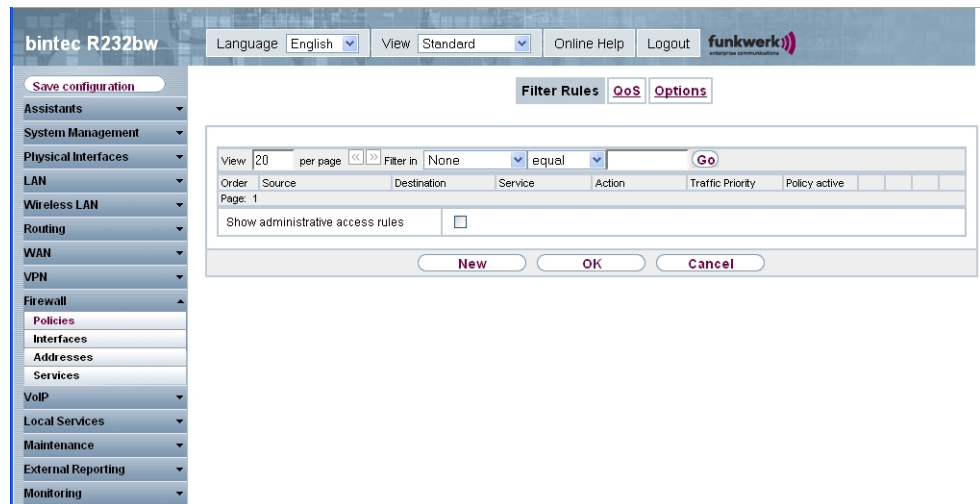 bintec R232bw
Language English View Standard Online Help Logout funkwerk
enterprise communications
Save configuration
Assistants
System Management
Physical Interfaces
LAN
Wireless LAN
Routing
WAN
VPN
Firewall
Policies
Interfaces
Addresses
Services
VoIP
Local Services
Maintenance
External Reporting
Monitoring
Filter Rules QoS Options
View 20 per page << >> Filter in None equal Go
Order Source Destination Service Action Traffic Priority Policy active
Page: 1
Show administrative access rules
New OK Cancel